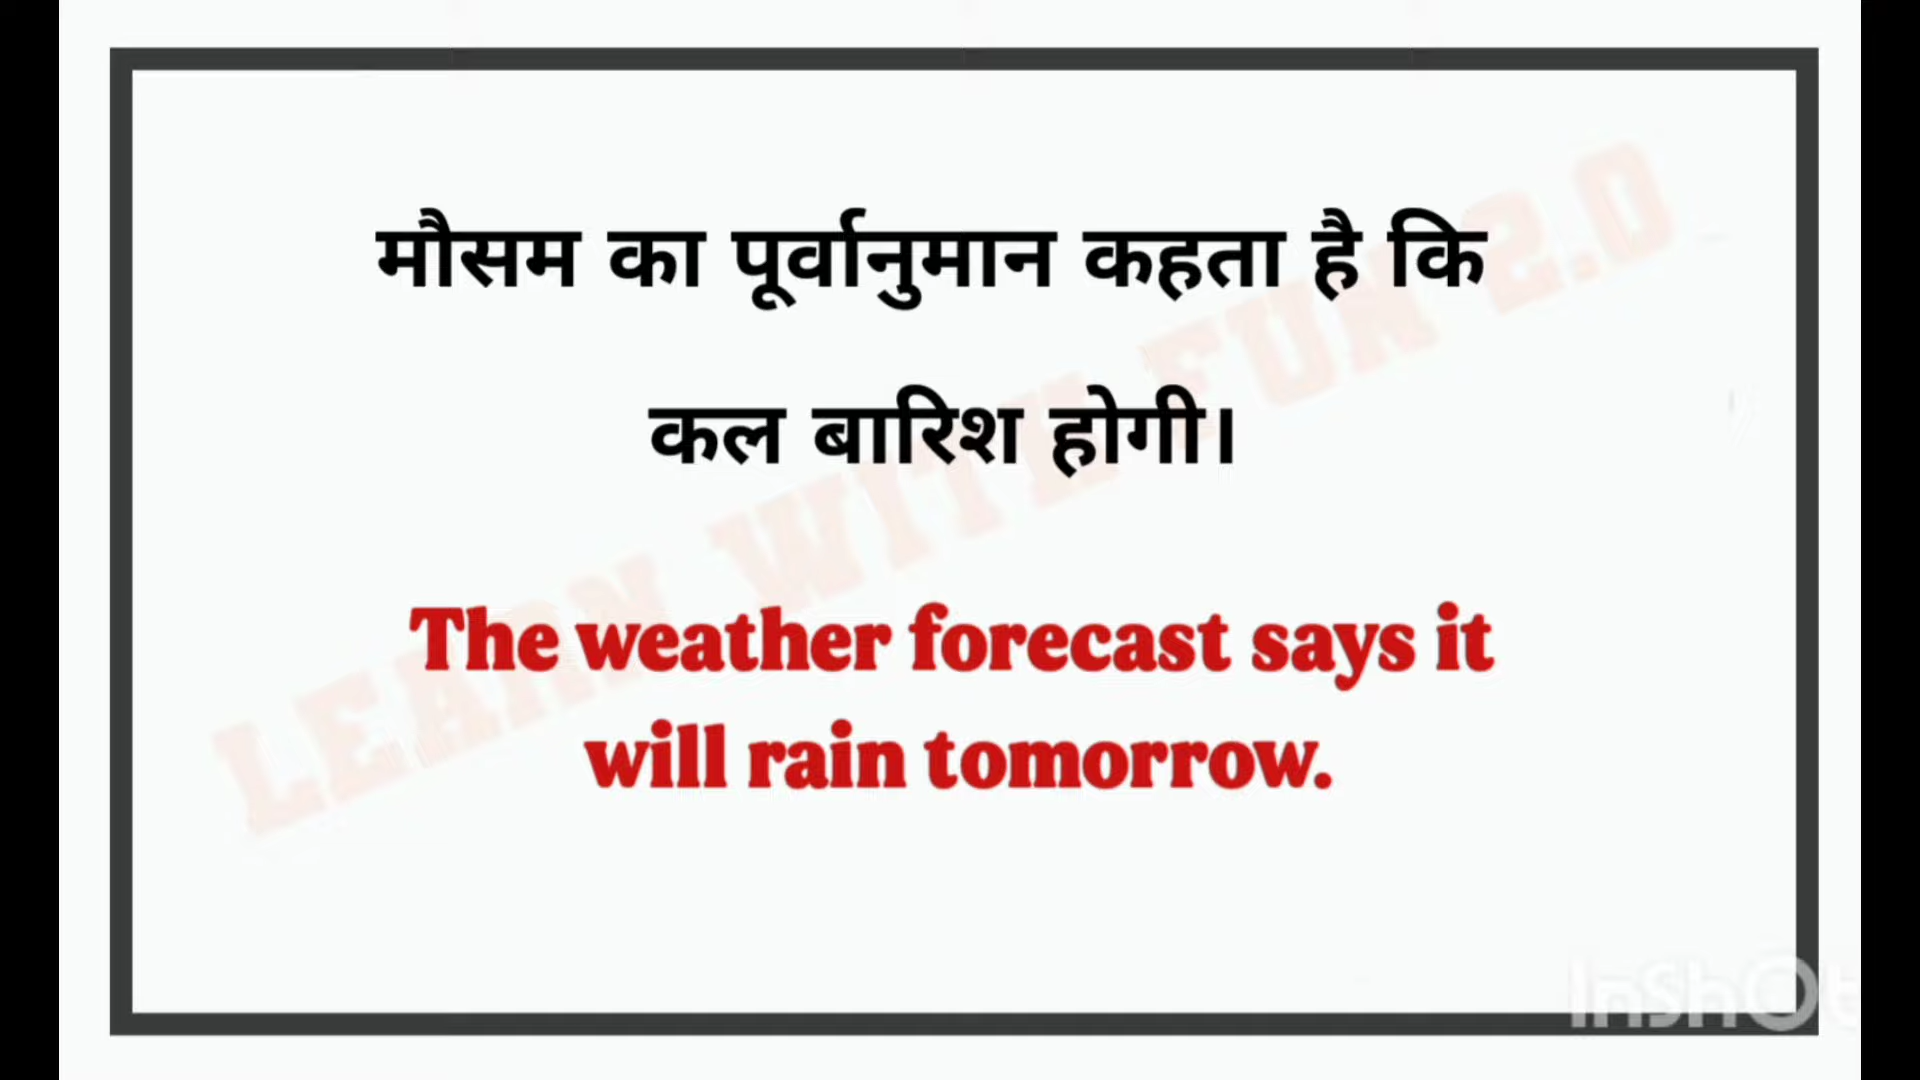 मौसम का पूर्वानुमान कहता है कि
कल बारिश होगी।
The weather forecast says it
will rain tomorrow.
LEARN WITH FUN 2.0
InShot